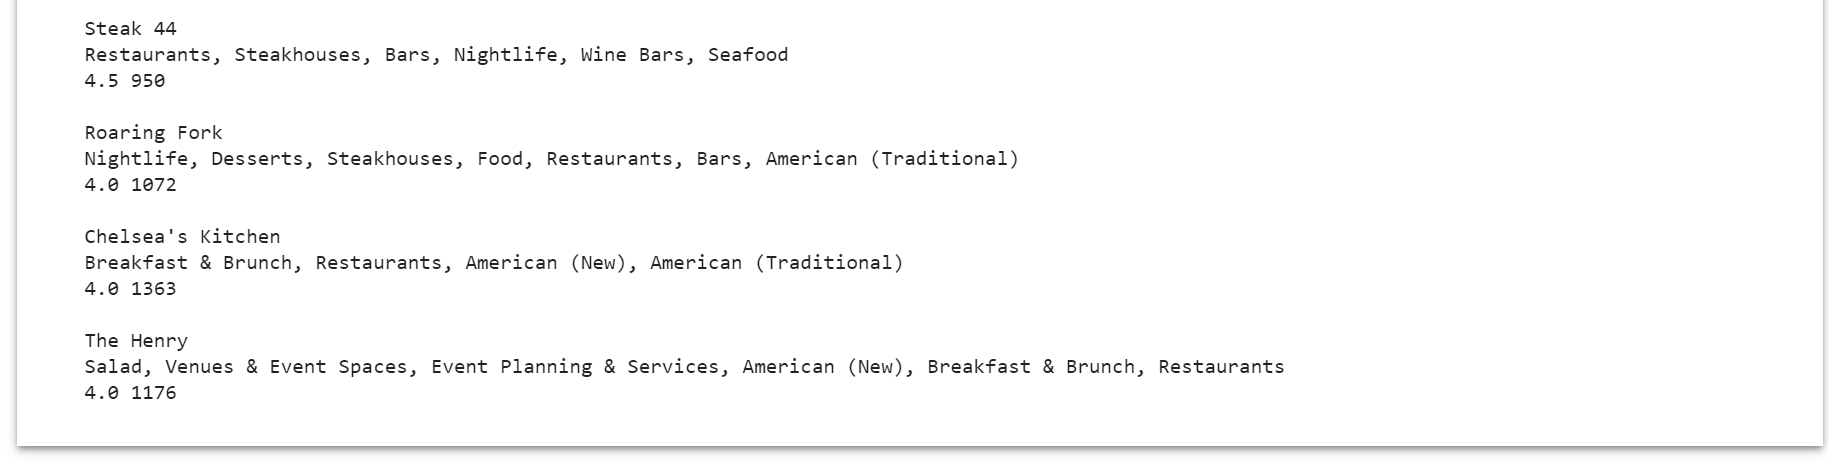 Steak 44
Restaurants, Steakhouses, Bars, Nightlife, Wine Bars, Seafood
4.5 950
Roaring Fork
Nightlife, Desserts, Steakhouses, Food, Restaurants, Bars, American (Traditional)
4.0 1072
Chelsea's Kitchen
Breakfast & Brunch, Restaurants, American (New), American (Traditional)
4.0 1363
The Henry
Salad, Venues & Event Spaces, Event Planning & Services, American (New), Breakfast & Brunch, Restaurants
4.0 1176